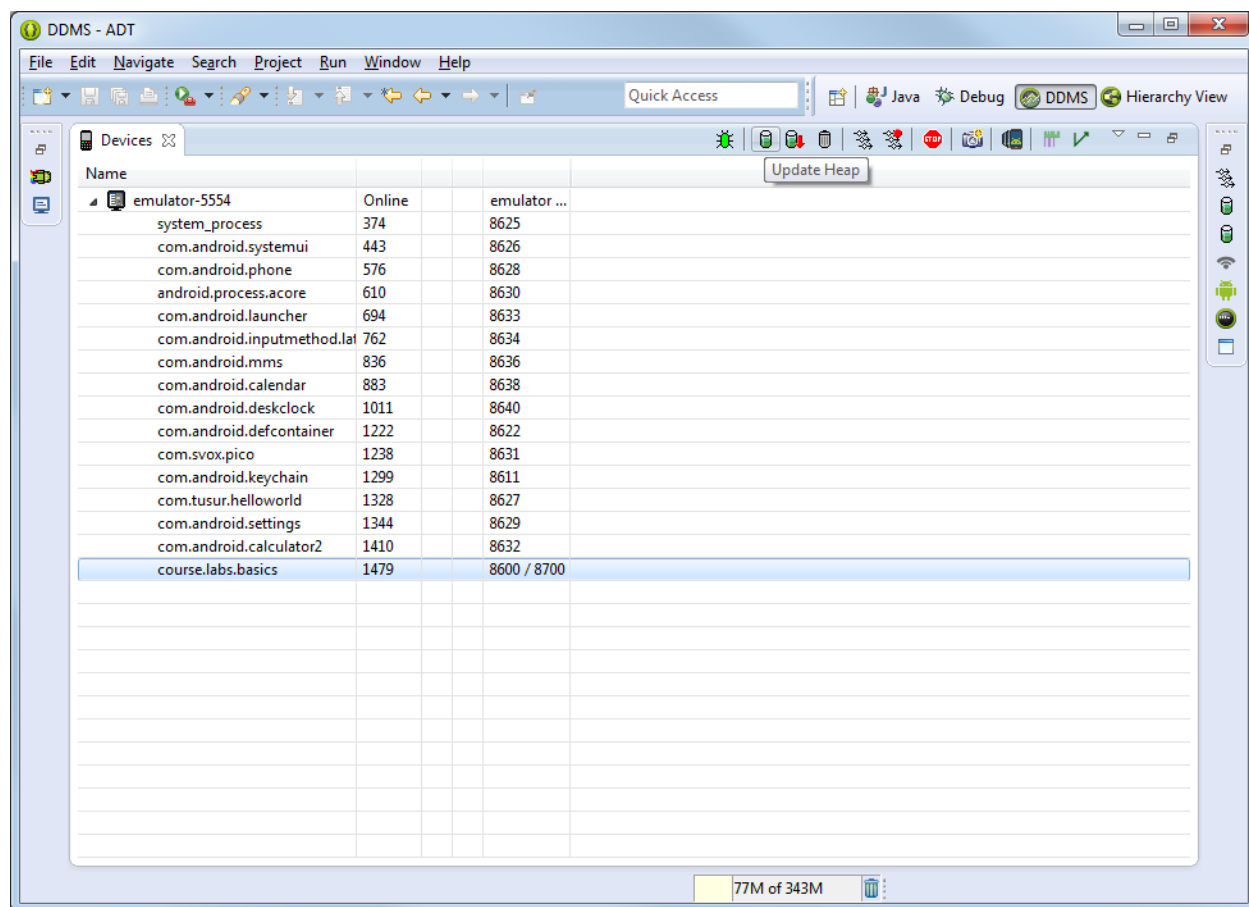 DDMS - ADT
File Edit Navigate Search Project Run Window Help
Quick Access Java Debug DDMS Hierarchy View
Devices
Update Heap
Name
emulator-5554 Online emulator ...
system_process 374 8625
com.android.systemui 443 8626
com.android.phone 576 8628
android.process.acore 610 8630
com.android.launcher 694 8633
com.android.inputmethod.lat 762 8634
com.android.mms 836 8636
com.android.calendar 883 8638
com.android.deskclock 1011 8640
com.android.defcontainer 1222 8622
com.svox.pico 1238 8631
com.android.keychain 1299 8611
com.tusur.helloworld 1328 8627
com.android.settings 1344 8629
com.android.calculator2 1410 8632
course.labs.basics 1479 8600 / 8700
77M of 343M